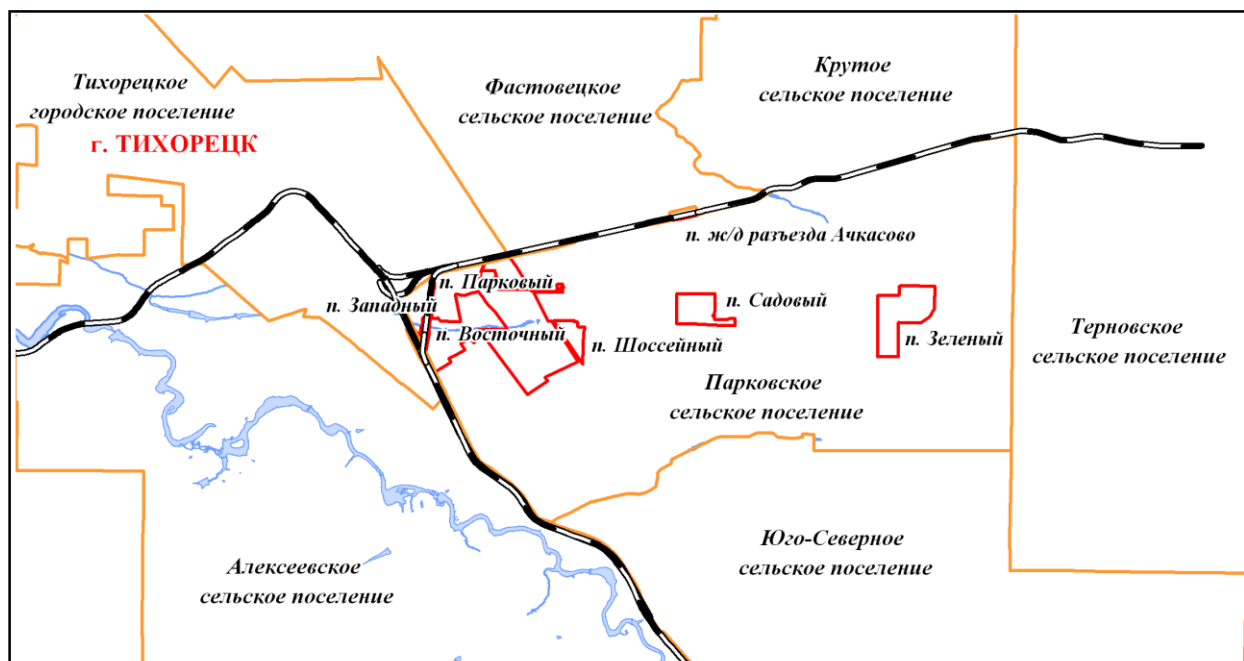 Тихорецкое
городское поселение
г. ТИХОРЕЦК
Фастовецкое
сельское поселение
Крутое
сельское поселение
п. ж/д разъезда Ачкасово
п. Парковый
п. Западный
п. Садовый
п. Восточный
п. Шоссейный
п. Зеленый
Терновское
сельское поселение
Парковское
сельское поселение
Юго-Северное
сельское поселение
Алексеевское
сельское поселение